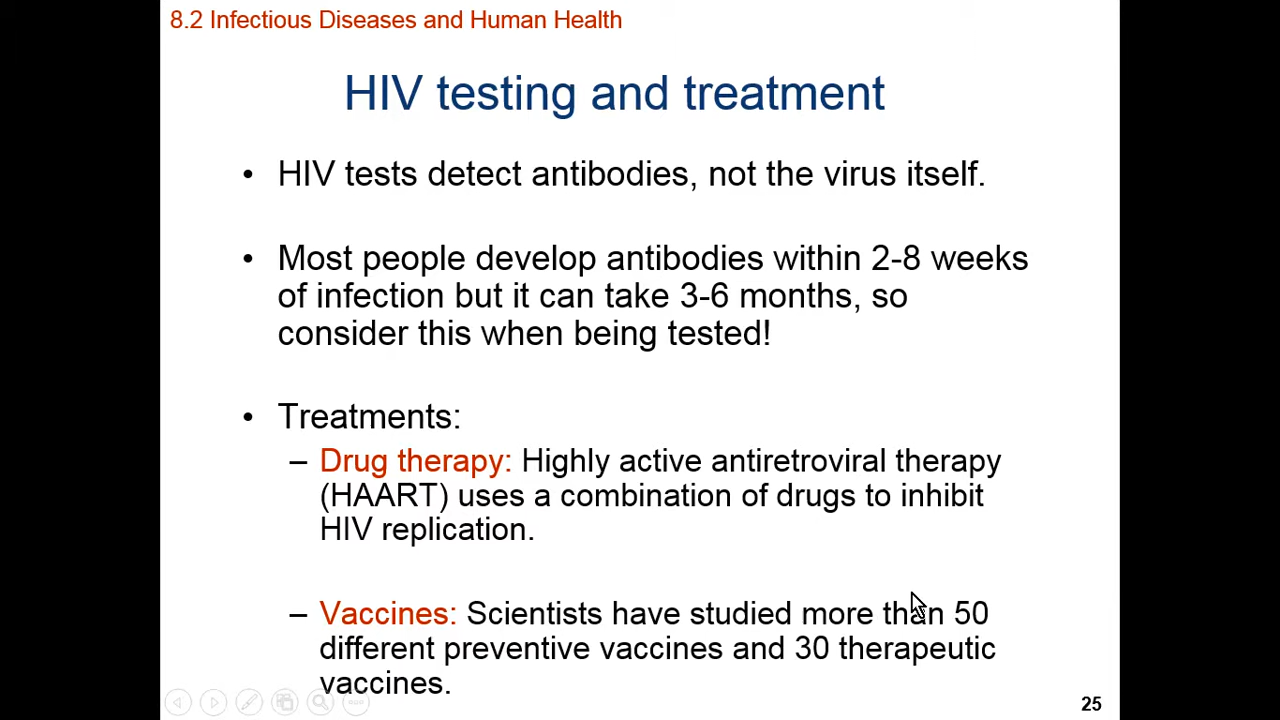 8.2 Infectious Diseases and Human Health
HIV testing and treatment
• HIV tests detect antibodies, not the virus itself.
• Most people develop antibodies within 2-8 weeks
of infection but it can take 3-6 months, so
consider this when being tested!
• Treatments:
– Drug therapy: Highly active antiretroviral therapy
(HAART) uses a combination of drugs to inhibit
HIV replication.
– Vaccines: Scientists have studied more than 50
different preventive vaccines and 30 therapeutic
vaccines.
25